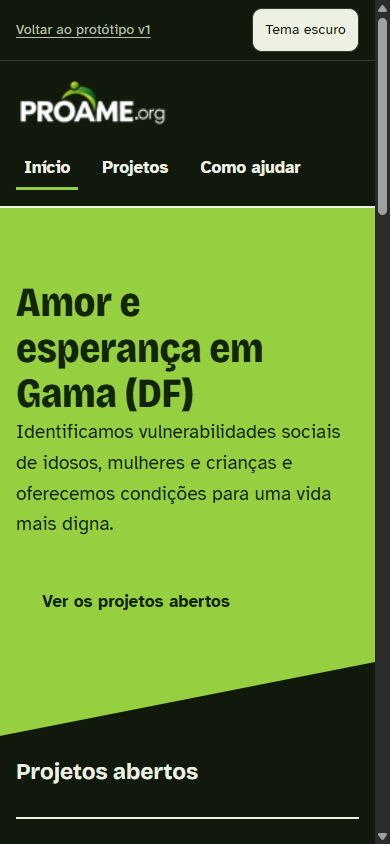 Voltar ao protótipo v1
Tema escuro
PROAME.org
Início
Projetos
Como ajudar
Amor e
esperança em
Gama (DF)
Identificamos vulnerabilidades sociais
de idosos, mulheres e crianças e
oferecemos condições para uma vida
mais digna.
Ver os projetos abertos
Projetos abertos